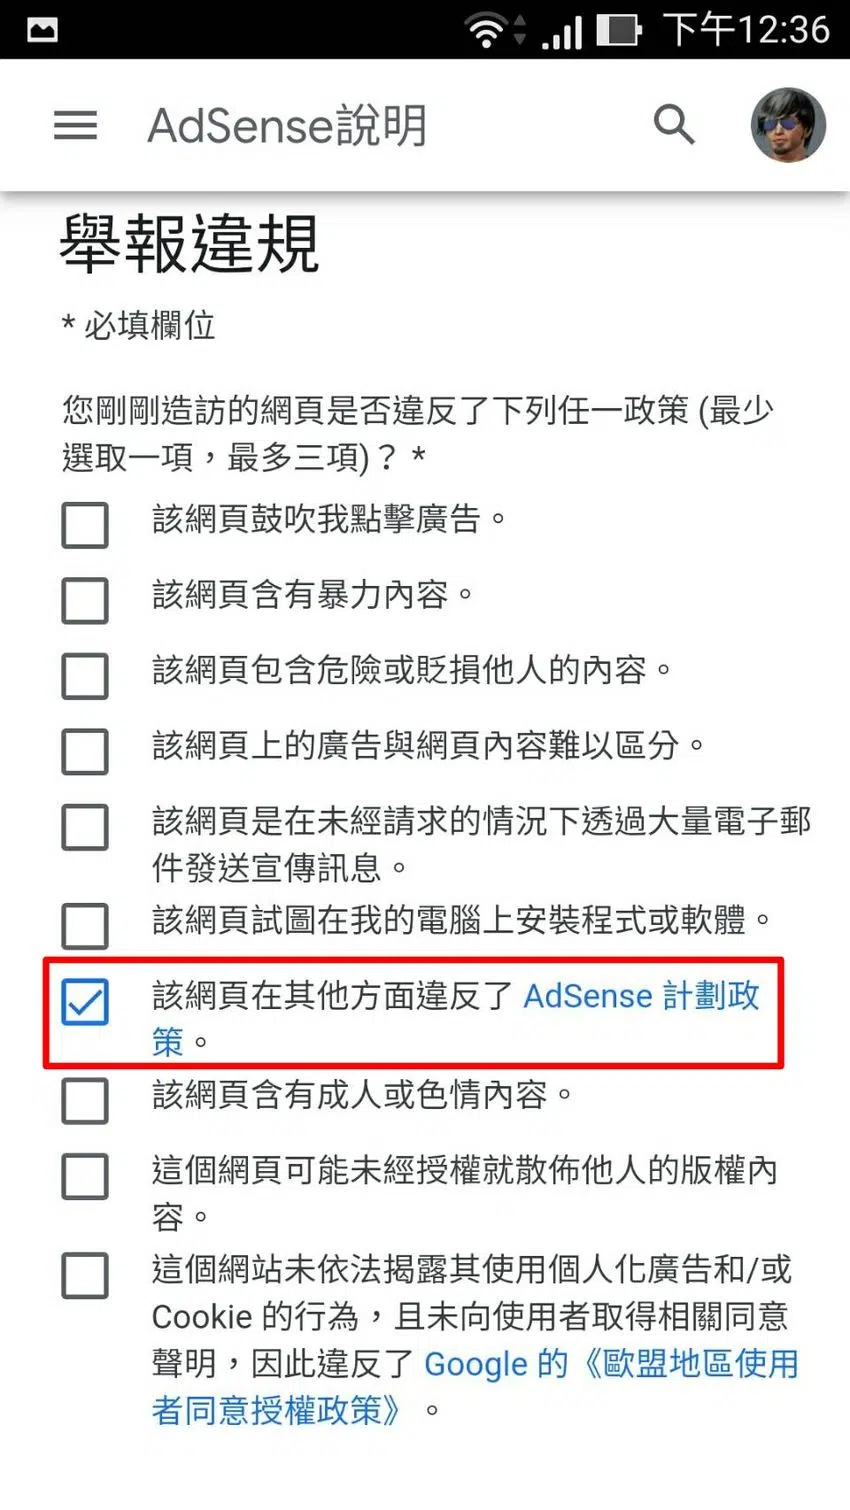 下午12:36
AdSense說明
舉報違規
* 必填欄位
您剛剛造訪的網頁是否違反了下列任一政策 (最少
選取一項，最多三項)？ *
該網頁鼓吹我點擊廣告。
該網頁含有暴力內容。
該網頁包含危險或貶損他人的內容。
該網頁上的廣告與網頁內容難以區分。
該網頁是在未經請求的情況下透過大量電子郵
件發送宣傳訊息。
該網頁試圖在我的電腦上安裝程式或軟體。
該網頁在其他方面違反了 AdSense 計劃政
策。
該網頁含有成人或色情內容。
這個網頁可能未經授權就散佈他人的版權內
容。
這個網站未依法揭露其使用個人化廣告和/或
Cookie 的行為，且未向使用者取得相關同意
聲明，因此違反了 Google 的《歐盟地區使用
者同意授權政策》。